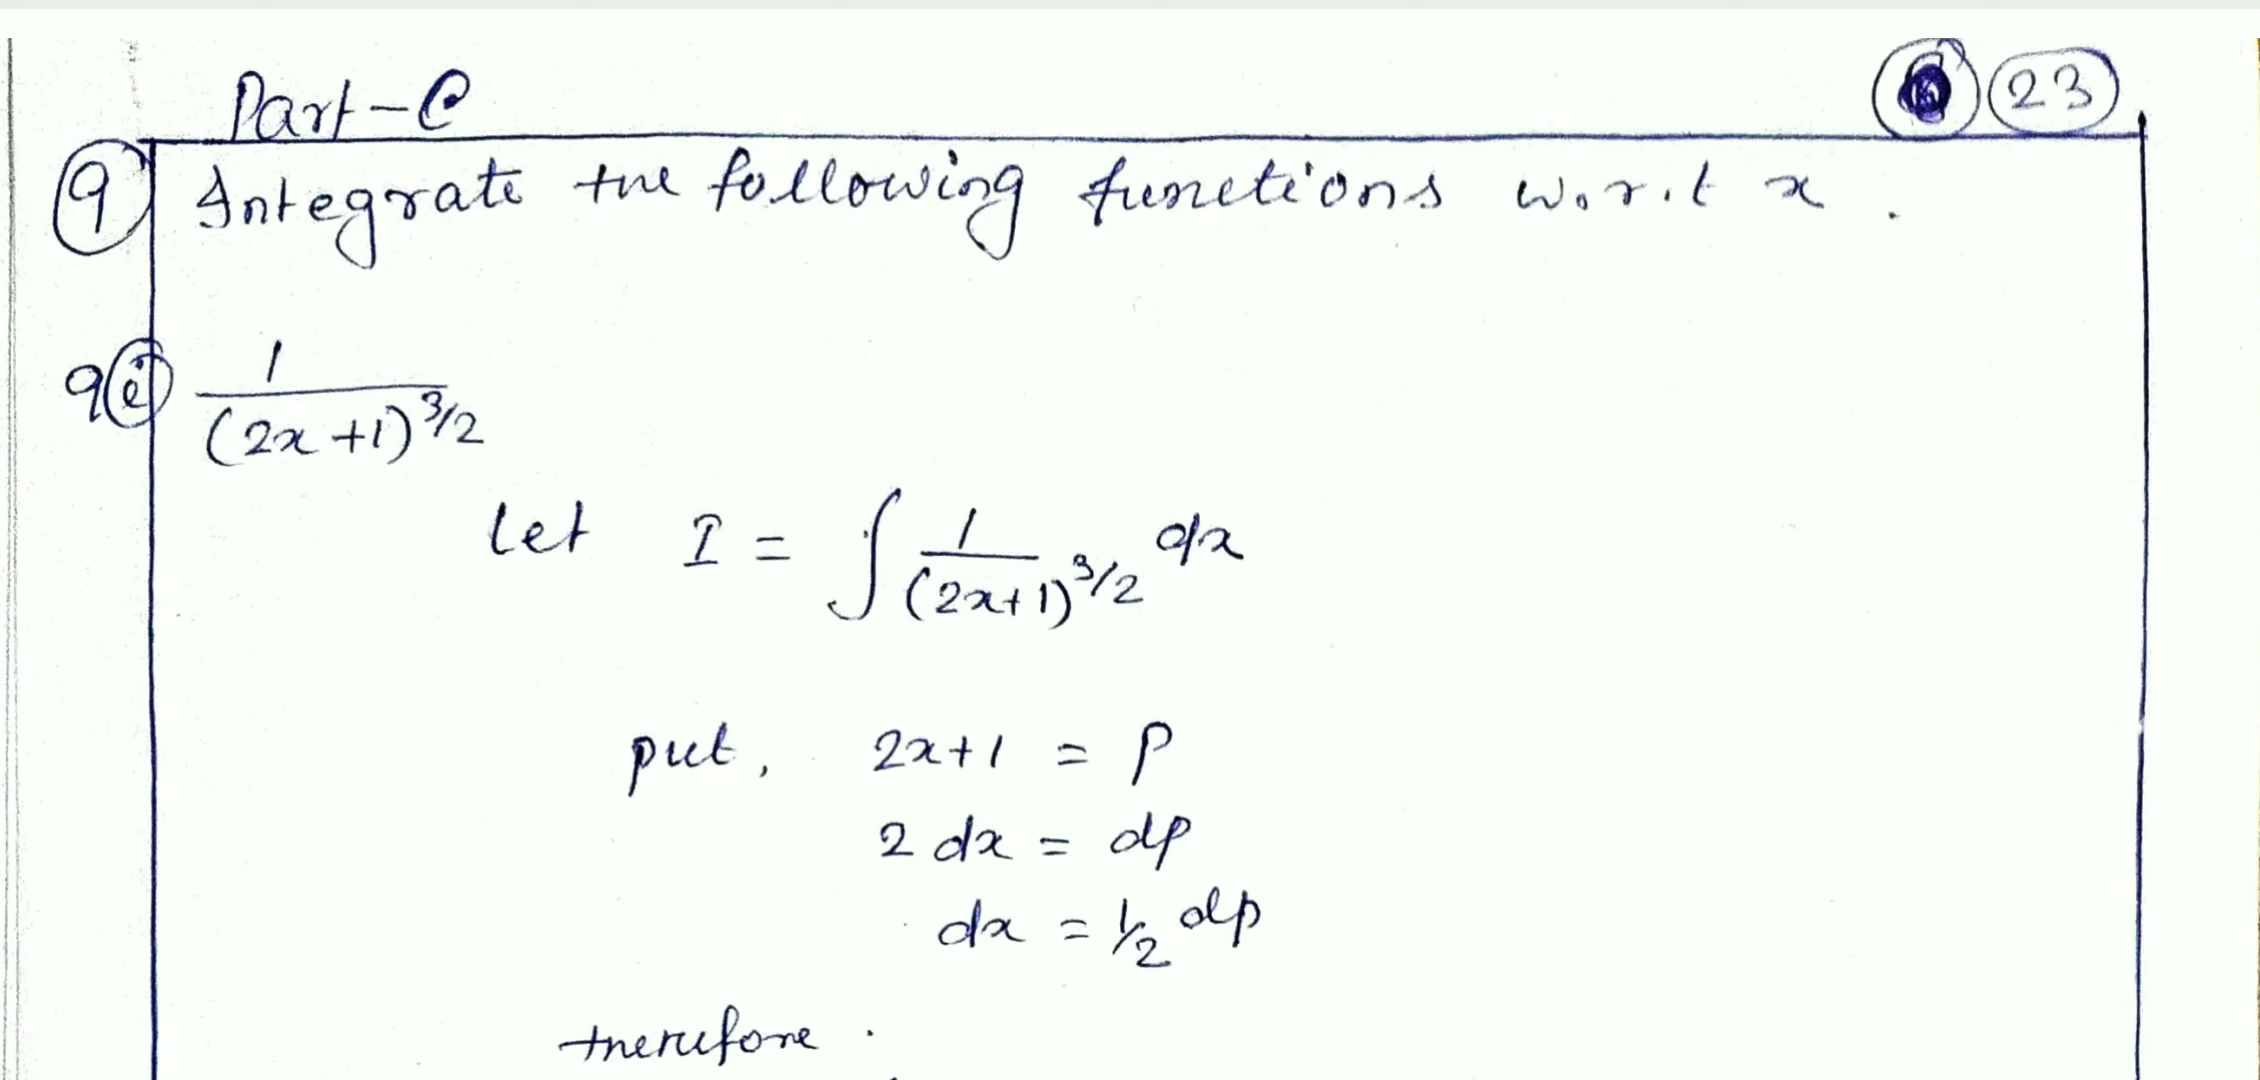 Part-C
23
9 Integrate the following functions w.r.t x.
9(i) 1/(2x+1)^3/2
let I = ∫ 1/(2x+1)^3/2 dx
put, 2x+1 = p
2 dx = dp
dx = 1/2 dp
therefore